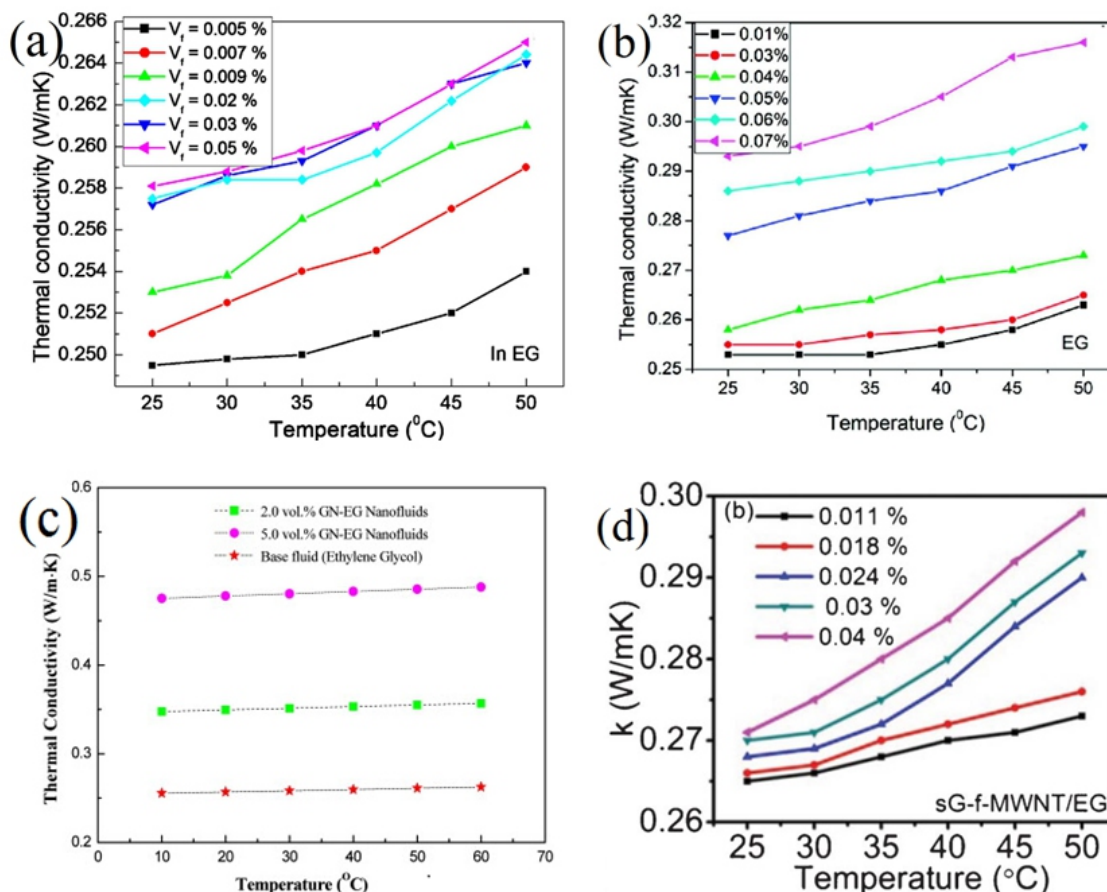 (a)
V_f = 0.005 %
V_f = 0.007 %
V_f = 0.009 %
V_f = 0.02 %
V_f = 0.03 %
V_f = 0.05 %
Thermal conductivity (W/mK)
0.266
0.264
0.262
0.260
0.258
0.256
0.254
0.252
0.250
In EG
25 30 35 40 45 50
Temperature (⁰C)
(b)
0.01%
0.03%
0.04%
0.05%
0.06%
0.07%
Thermal conductivity (W/mK)
0.32
0.31
0.30
0.29
0.28
0.27
0.26
0.25
EG
25 30 35 40 45 50
Temperature (⁰C)
(c)
2.0 vol.% GN-EG Nanofluids
5.0 vol.% GN-EG Nanofluids
Base fluid (Ethylene Glycol)
Thermal Conductivity (W/m·K)
0.6
0.5
0.4
0.3
0.2
0 10 20 30 40 50 60 70
Temperature (⁰C)
(d)
(b)
0.011 %
0.018 %
0.024 %
0.03 %
0.04 %
k (W/mK)
0.30
0.29
0.28
0.27
0.26
sG-f-MWNT/EG
25 30 35 40 45 50
Temperature (°C)